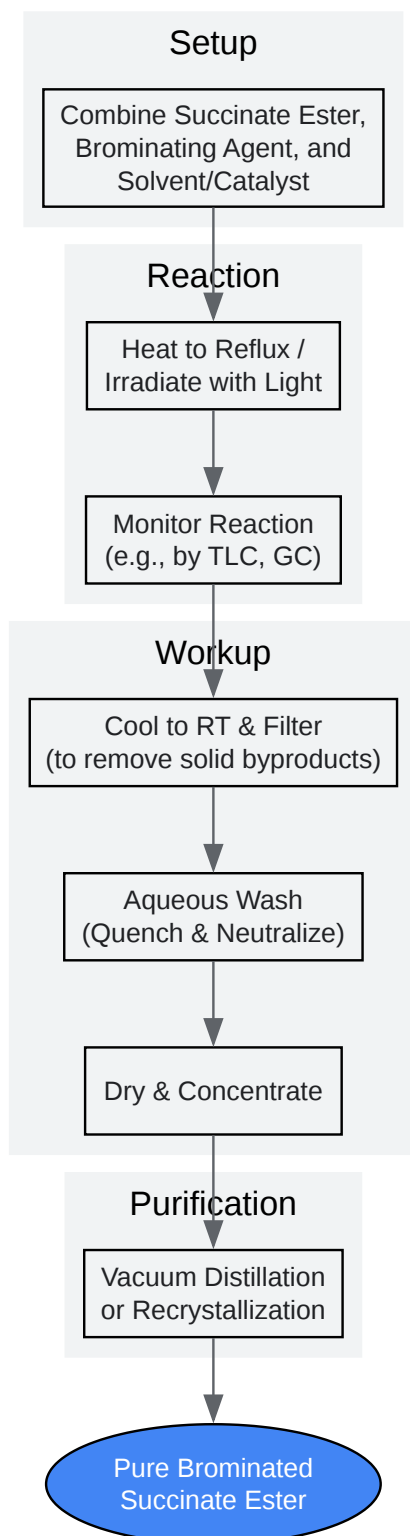 Setup
Combine Succinate Ester,
Brominating Agent, and
Solvent/Catalyst
Reaction
Heat to Reflux /
Irradiate with Light
Monitor Reaction
(e.g., by TLC, GC)
Workup
Cool to RT & Filter
(to remove solid byproducts)
Aqueous Wash
(Quench & Neutralize)
Dry & Concentrate
Purification
Vacuum Distillation
or Recrystallization
Pure Brominated
Succinate Ester